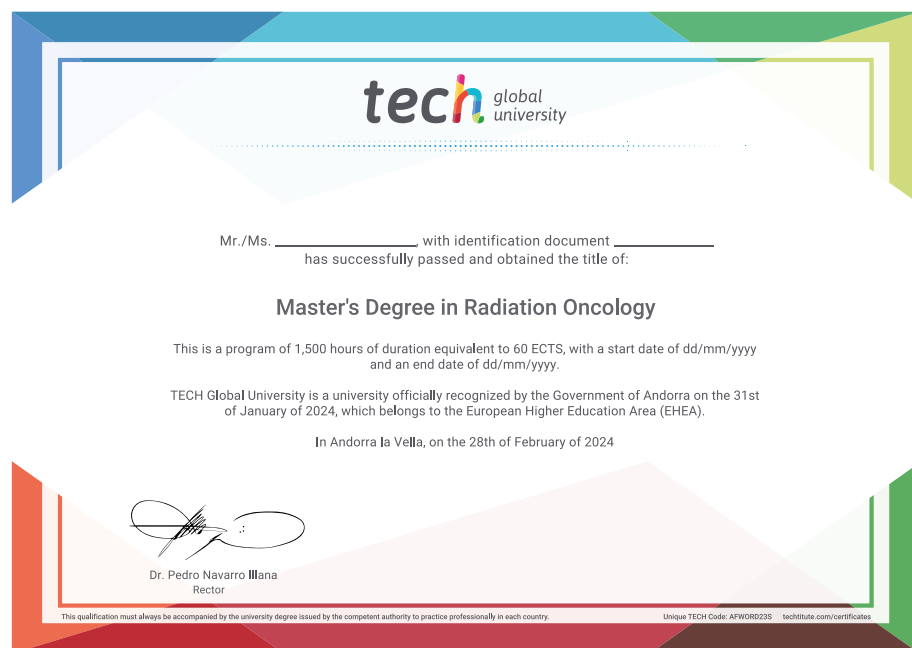 tech global university
Mr./Ms. ____________________, with identification document ______________
has successfully passed and obtained the title of:
Master's Degree in Radiation Oncology
This is a program of 1,500 hours of duration equivalent to 60 ECTS, with a start date of dd/mm/yyyy
and an end date of dd/mm/yyyy.
TECH Global University is a university officially recognized by the Government of Andorra on the 31st
of January of 2024, which belongs to the European Higher Education Area (EHEA).
In Andorra la Vella, on the 28th of February of 2024
Dr. Pedro Navarro Illana
Rector
This qualification must always be accompanied by the university degree issued by the competent authority to practice professionally in each country.
Unique TECH Code: AFWORD23S techtitute.com/certificates